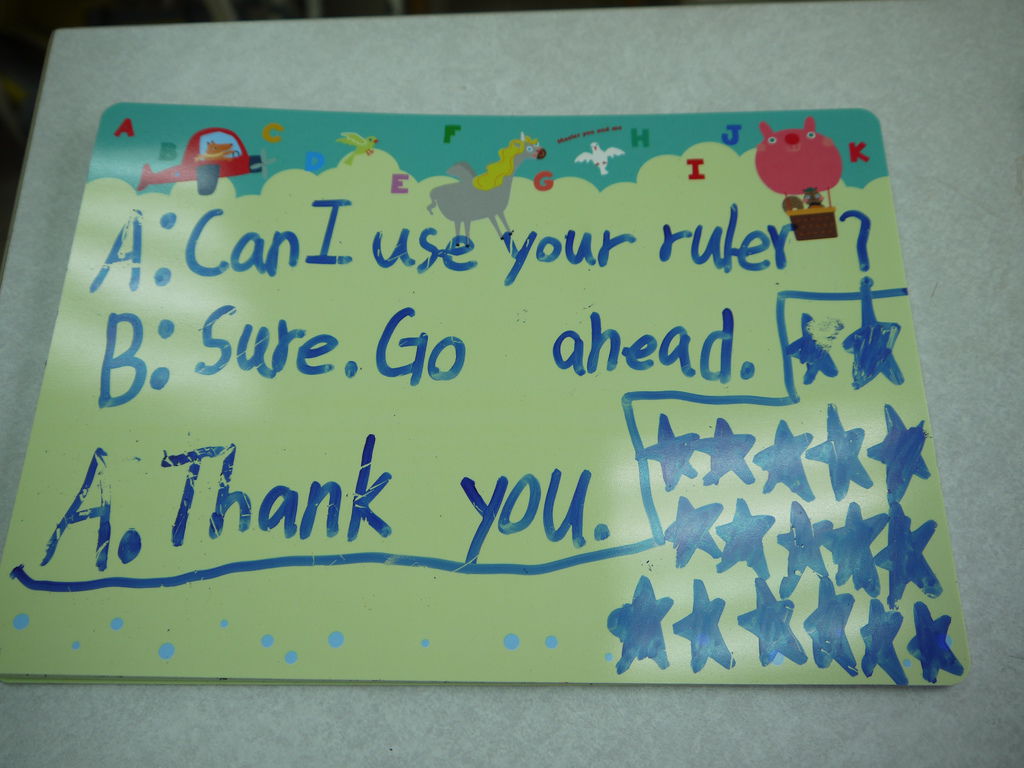 A B C D E F G H I J K
A: Can I use your ruler?
B: Sure. Go ahead.
A. Thank you.